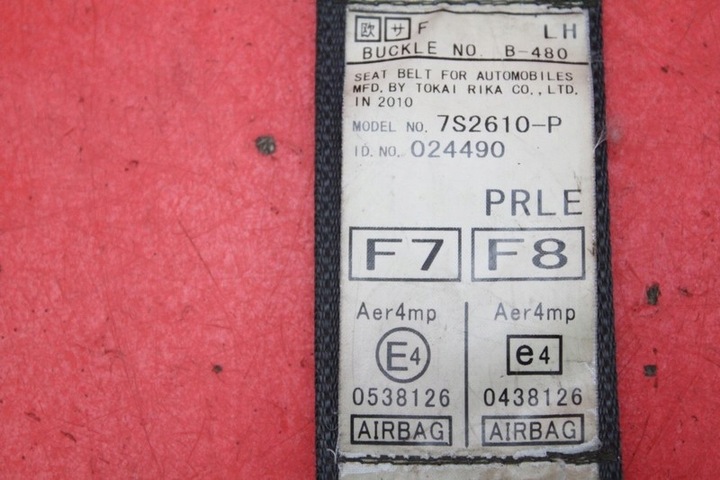 欧 サ F LH
BUCKLE NO. B-480
SEAT BELT FOR AUTOMOBILES
MFD. BY TOKAI RIKA CO., LTD.
IN 2010
MODEL NO. 7S2610-P
ID. NO. 024490
PRLE
F7 F8
Aer4mp Aer4mp
E4 e4
0538126 0438126
AIRBAG AIRBAG